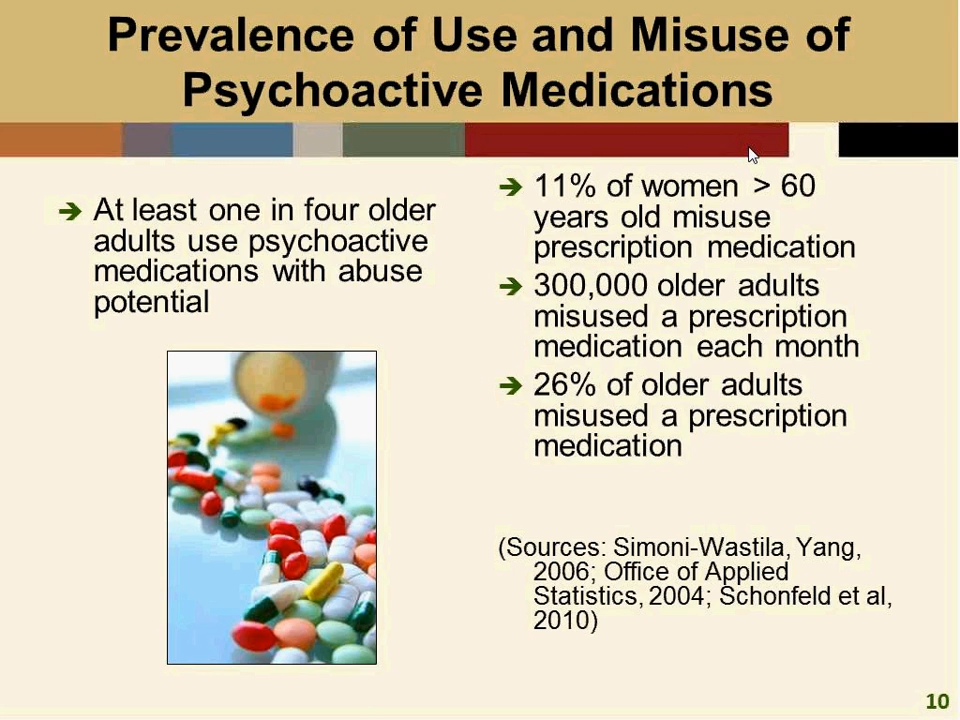 Prevalence of Use and Misuse of
Psychoactive Medications
➔ At least one in four older
adults use psychoactive
medications with abuse
potential
➔ 11% of women > 60
years old misuse
prescription medication
➔ 300,000 older adults
misused a prescription
medication each month
➔ 26% of older adults
misused a prescription
medication
(Sources: Simoni-Wastila, Yang,
2006; Office of Applied
Statistics, 2004; Schonfeld et al,
2010)
10